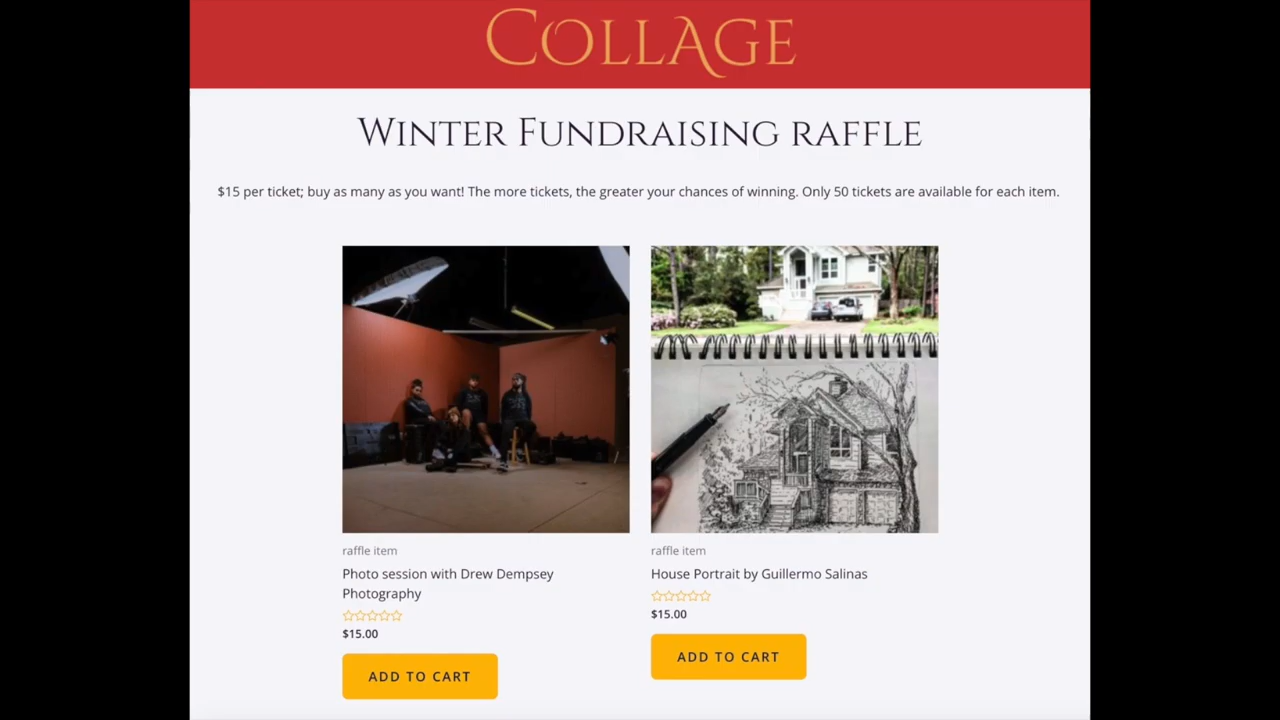 COLLAGE
WINTER FUNDRAISING RAFFLE
$15 per ticket; buy as many as you want! The more tickets, the greater your chances of winning. Only 50 tickets are available for each item.
raffle item
Photo session with Drew Dempsey
Photography
$15.00
ADD TO CART
raffle item
House Portrait by Guillermo Salinas
$15.00
ADD TO CART